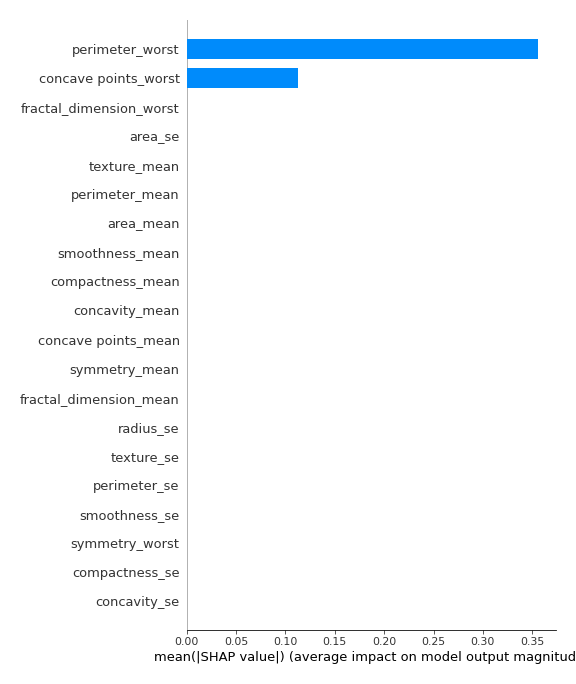 perimeter_worst
concave points_worst
fractal_dimension_worst
area_se
texture_mean
perimeter_mean
area_mean
smoothness_mean
compactness_mean
concavity_mean
concave points_mean
symmetry_mean
fractal_dimension_mean
radius_se
texture_se
perimeter_se
smoothness_se
symmetry_worst
compactness_se
concavity_se
0.00 0.05 0.10 0.15 0.20 0.25 0.30 0.35
mean(|SHAP value|) (average impact on model output magnitud